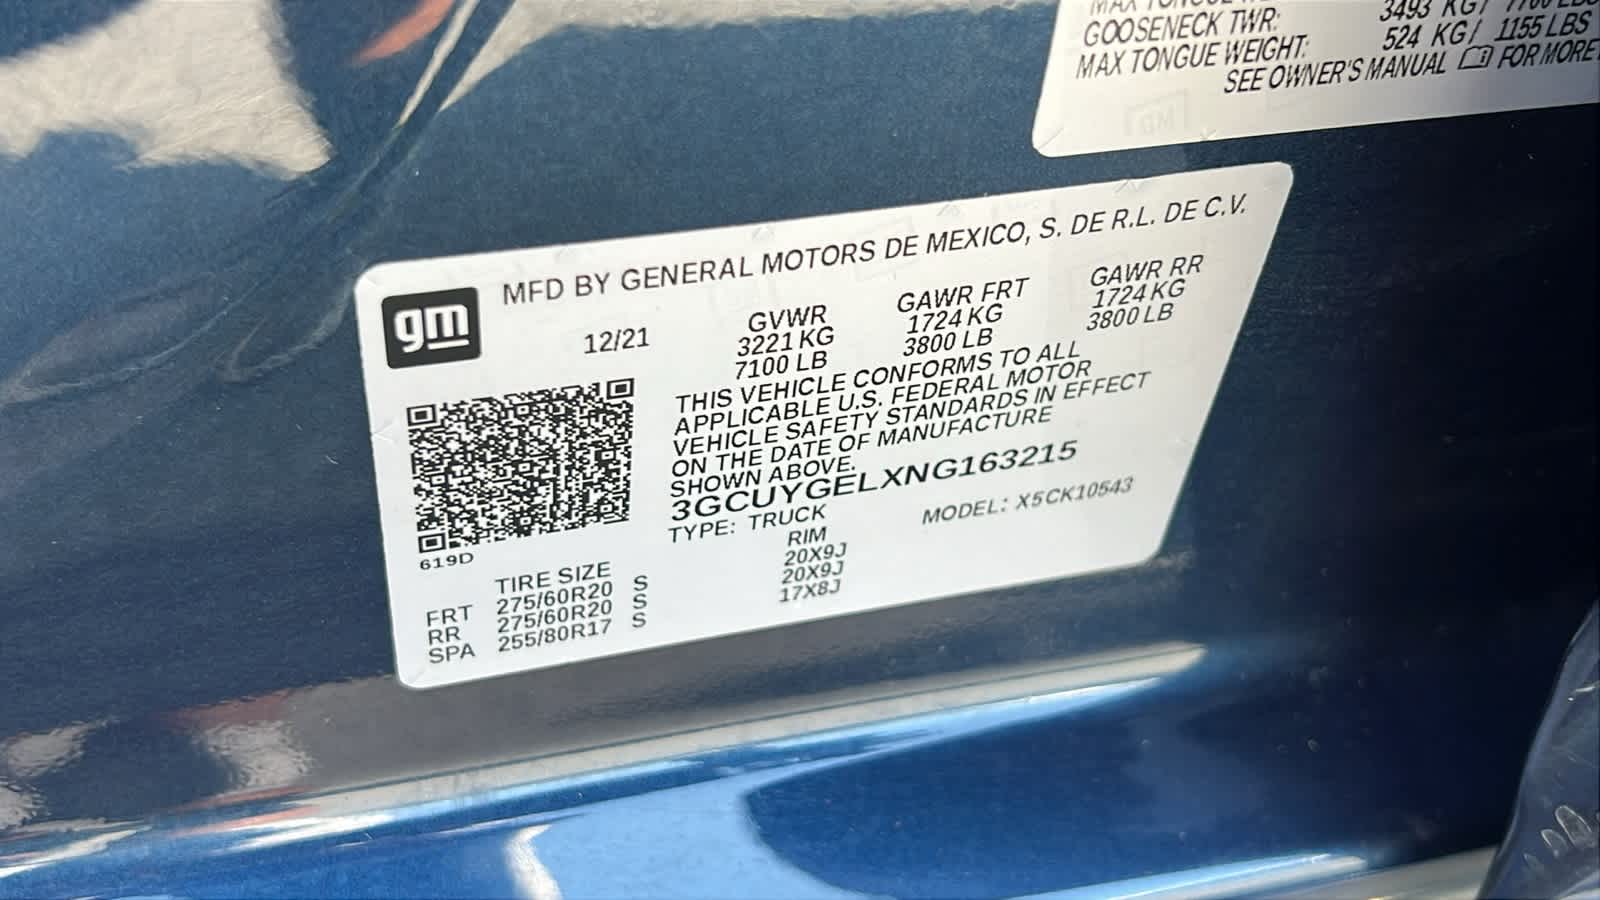 3493 KG/ 7700 LBS
GOOSENECK TWR:
524 KG/ 1155 LBS
MAX TONGUE WEIGHT:
SEE OWNER'S MANUAL FOR MORE
GM
MFD BY GENERAL MOTORS DE MEXICO, S. DE R.L. DE C.V.
gm
12/21
GVWR GAWR FRT GAWR RR
3221 KG 1724 KG 1724 KG
7100 LB 3800 LB 3800 LB
THIS VEHICLE CONFORMS TO ALL
APPLICABLE U.S. FEDERAL MOTOR
VEHICLE SAFETY STANDARDS IN EFFECT
ON THE DATE OF MANUFACTURE
SHOWN ABOVE.
3GCUYGELXNG163215
TYPE: TRUCK MODEL: X5CK10543
619D
TIRE SIZE RIM
FRT 275/60R20 S 20X9J
RR 275/60R20 S 20X9J
SPA 255/80R17 S 17X8J